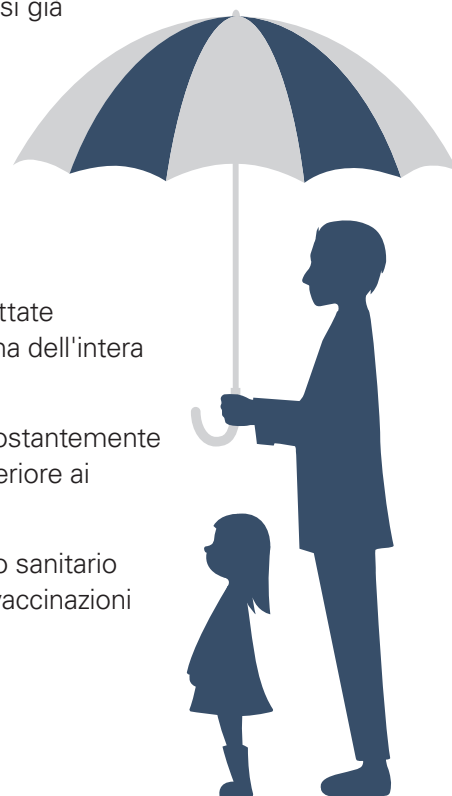 si già
ttate
na dell'intera
ostantemente
eriore ai
o sanitario
vaccinazioni